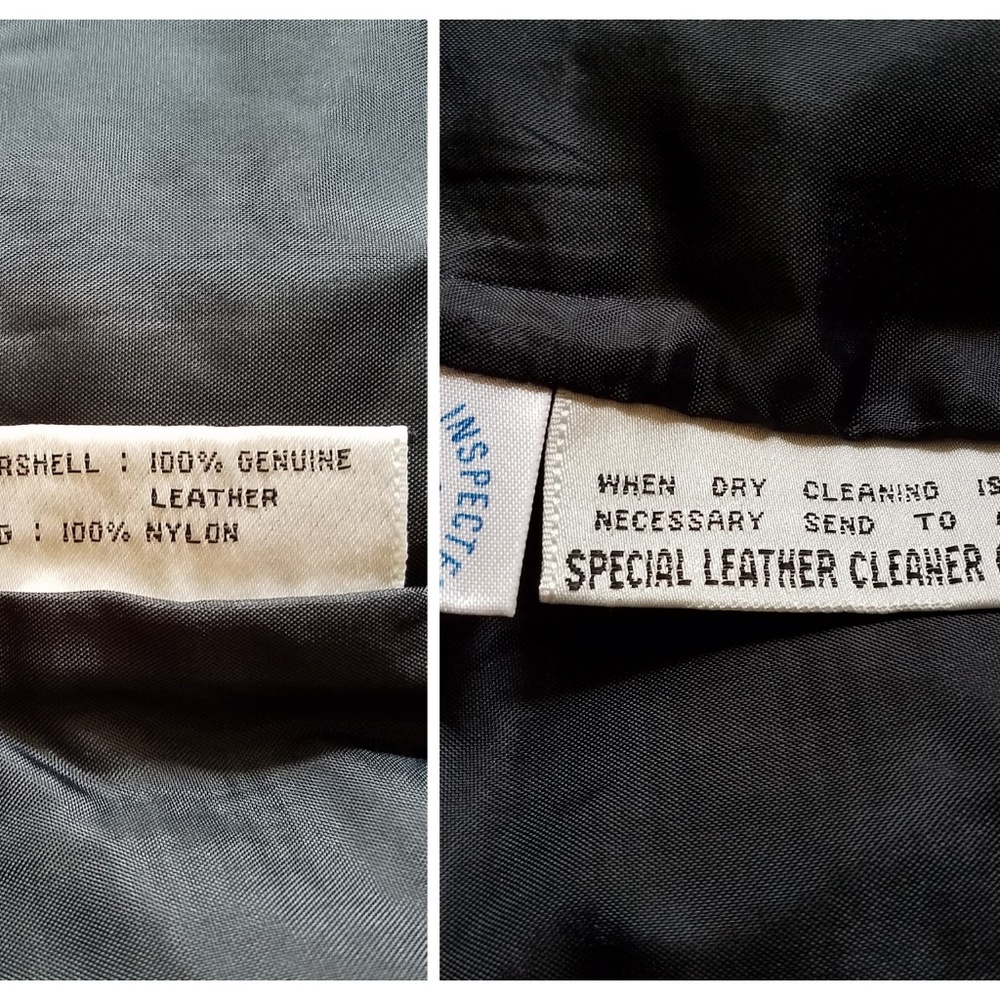 RSHELL : 100% GENUINE
LEATHER
G : 100% NYLON
INSPECTE
WHEN DRY CLEANING IS
NECESSARY SEND TO
SPECIAL LEATHER CLEANER